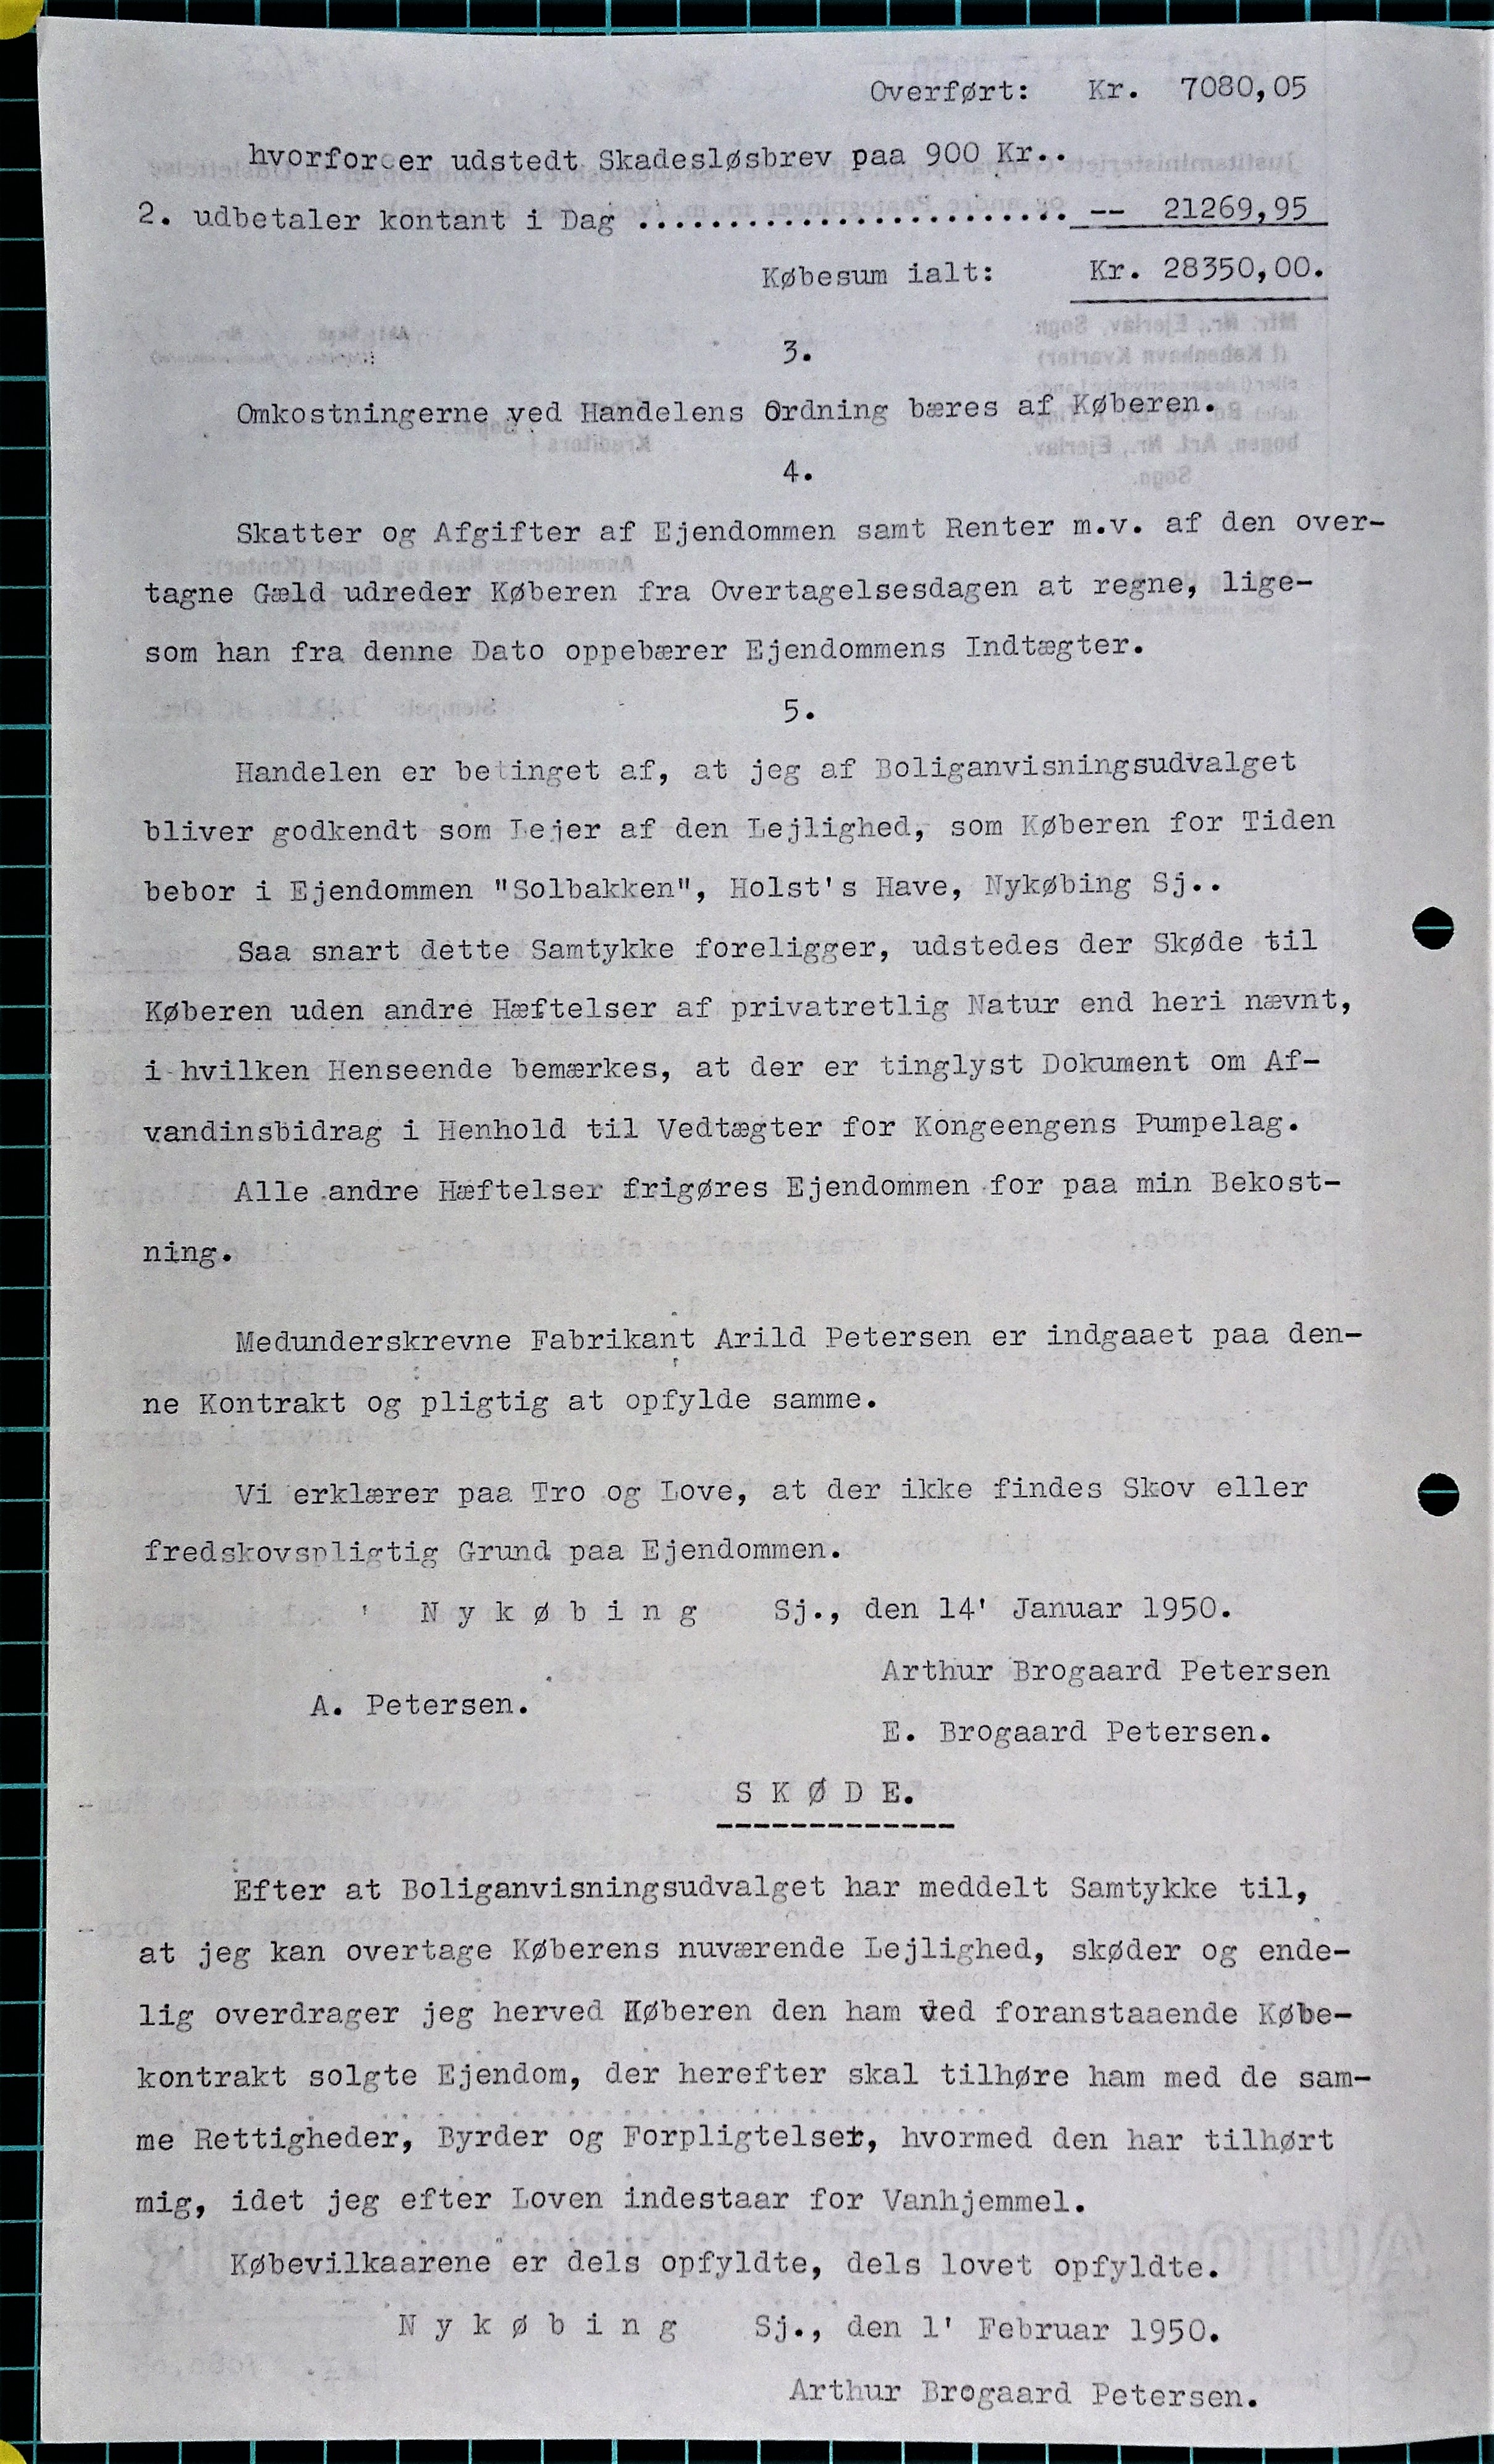 Overført: Kr. 7080,05
hvorfor er udstedt Skadesløsbrev paa 900 Kr..
2. udbetaler kontant i Dag ........................ -- 21269,95
Købesum ialt: Kr. 28350,00.
3.
Omkostningerne ved Handelens Ordning bæres af Køberen.
4.
Skatter og Afgifter af Ejendommen samt Renter m.v. af den over-
tagne Gæld udreder Køberen fra Overtagelsesdagen at regne, lige-
som han fra denne Dato oppebærer Ejendommens Indtægter.
5.
Handelen er betinget af, at jeg af Boliganvisningsudvalget
bliver godkendt som Lejer af den Lejlighed, som Køberen for Tiden
bebor i Ejendommen "Solbakken", Holst's Have, Nykøbing Sj..
Saa snart dette Samtykke foreligger, udstedes der Skøde til
Køberen uden andre Hæftelser af privatretlig Natur end heri nævnt,
i hvilken Henseende bemærkes, at der er tinglyst Dokument om Af-
vandinsbidrag i Henhold til Vedtægter for Kongeengens Pumpelag.
Alle andre Hæftelser frigøres Ejendommen for paa min Bekost-
ning.
Medunderskrevne Fabrikant Arild Petersen er indgaaet paa den-
ne Kontrakt og pligtig at opfylde samme.
Vi erklærer paa Tro og Love, at der ikke findes Skov eller
fredskovspligtig Grund paa Ejendommen.
N y k ø b i n g Sj., den 14' Januar 1950.
Arthur Brogaard Petersen
A. Petersen.
E. Brogaard Petersen.
S K Ø D E.
-------------
Efter at Boliganvisningsudvalget har meddelt Samtykke til,
at jeg kan overtage Køberens nuværende Lejlighed, skøder og ende-
lig overdrager jeg herved Køberen den ham ved foranstaaende Købe-
kontrakt solgte Ejendom, der herefter skal tilhøre ham med de sam-
me Rettigheder, Byrder og Forpligtelser, hvormed den har tilhørt
mig, idet jeg efter Loven indestaar for Vanhjemmel.
Købevilkaarene er dels opfyldte, dels lovet opfyldte.
N y k ø b i n g Sj., den 1' Februar 1950.
Arthur Brogaard Petersen.